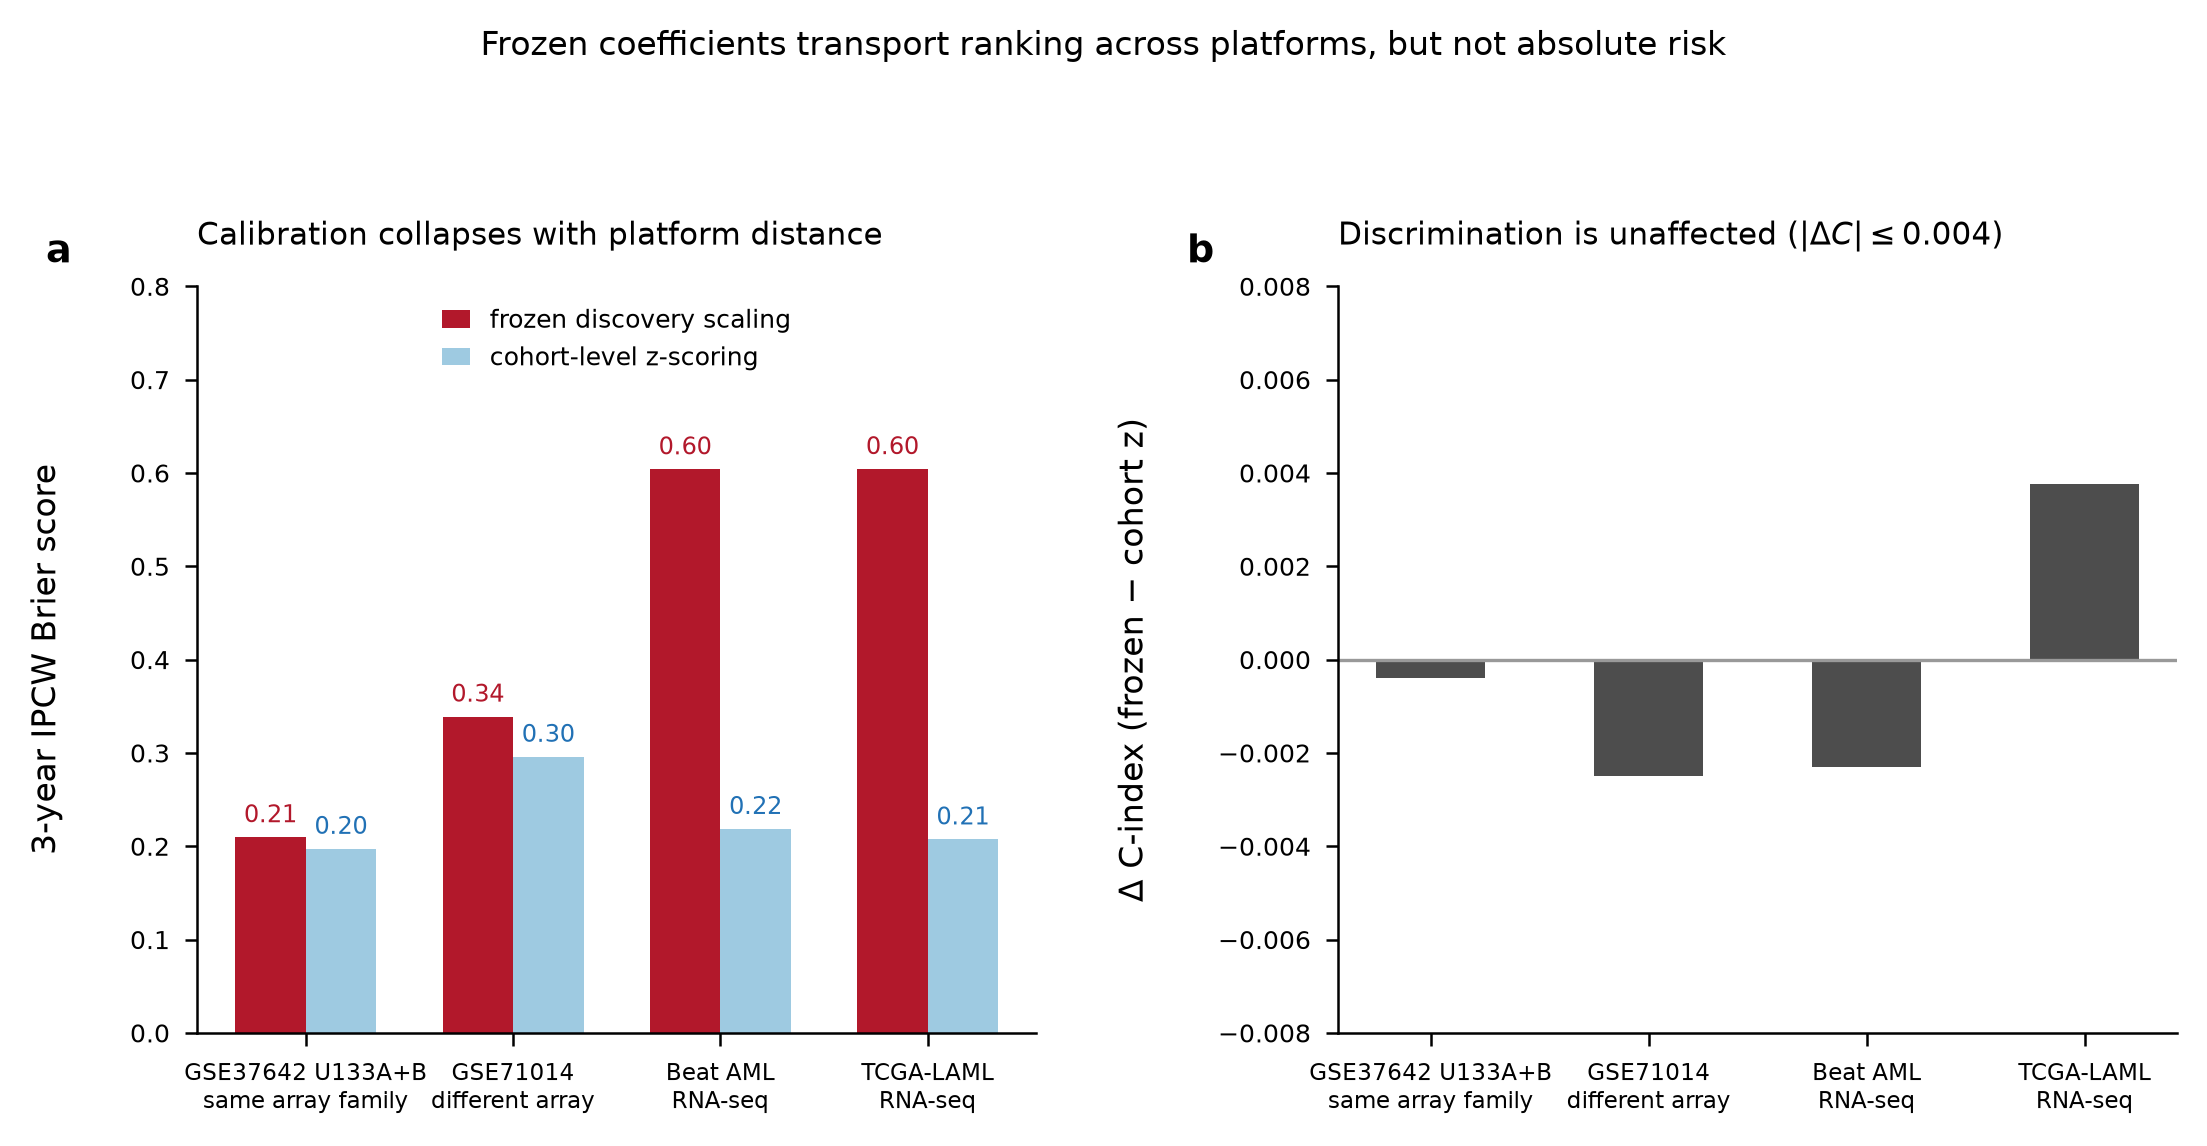 Frozen coefficients transport ranking across platforms, but not absolute risk
a
Calibration collapses with platform distance
3-year IPCW Brier score
0.8
0.7
0.6
0.5
0.4
0.3
0.2
0.1
0.0
frozen discovery scaling
cohort-level z-scoring
0.21
0.20
0.34
0.30
0.60
0.22
0.60
0.21
GSE37642 U133A+B
same array family
GSE71014
different array
Beat AML
RNA-seq
TCGA-LAML
RNA-seq
b
Discrimination is unaffected (|ΔC| ≤ 0.004)
Δ C-index (frozen − cohort z)
0.008
0.006
0.004
0.002
0.000
−0.002
−0.004
−0.006
−0.008
GSE37642 U133A+B
same array family
GSE71014
different array
Beat AML
RNA-seq
TCGA-LAML
RNA-seq